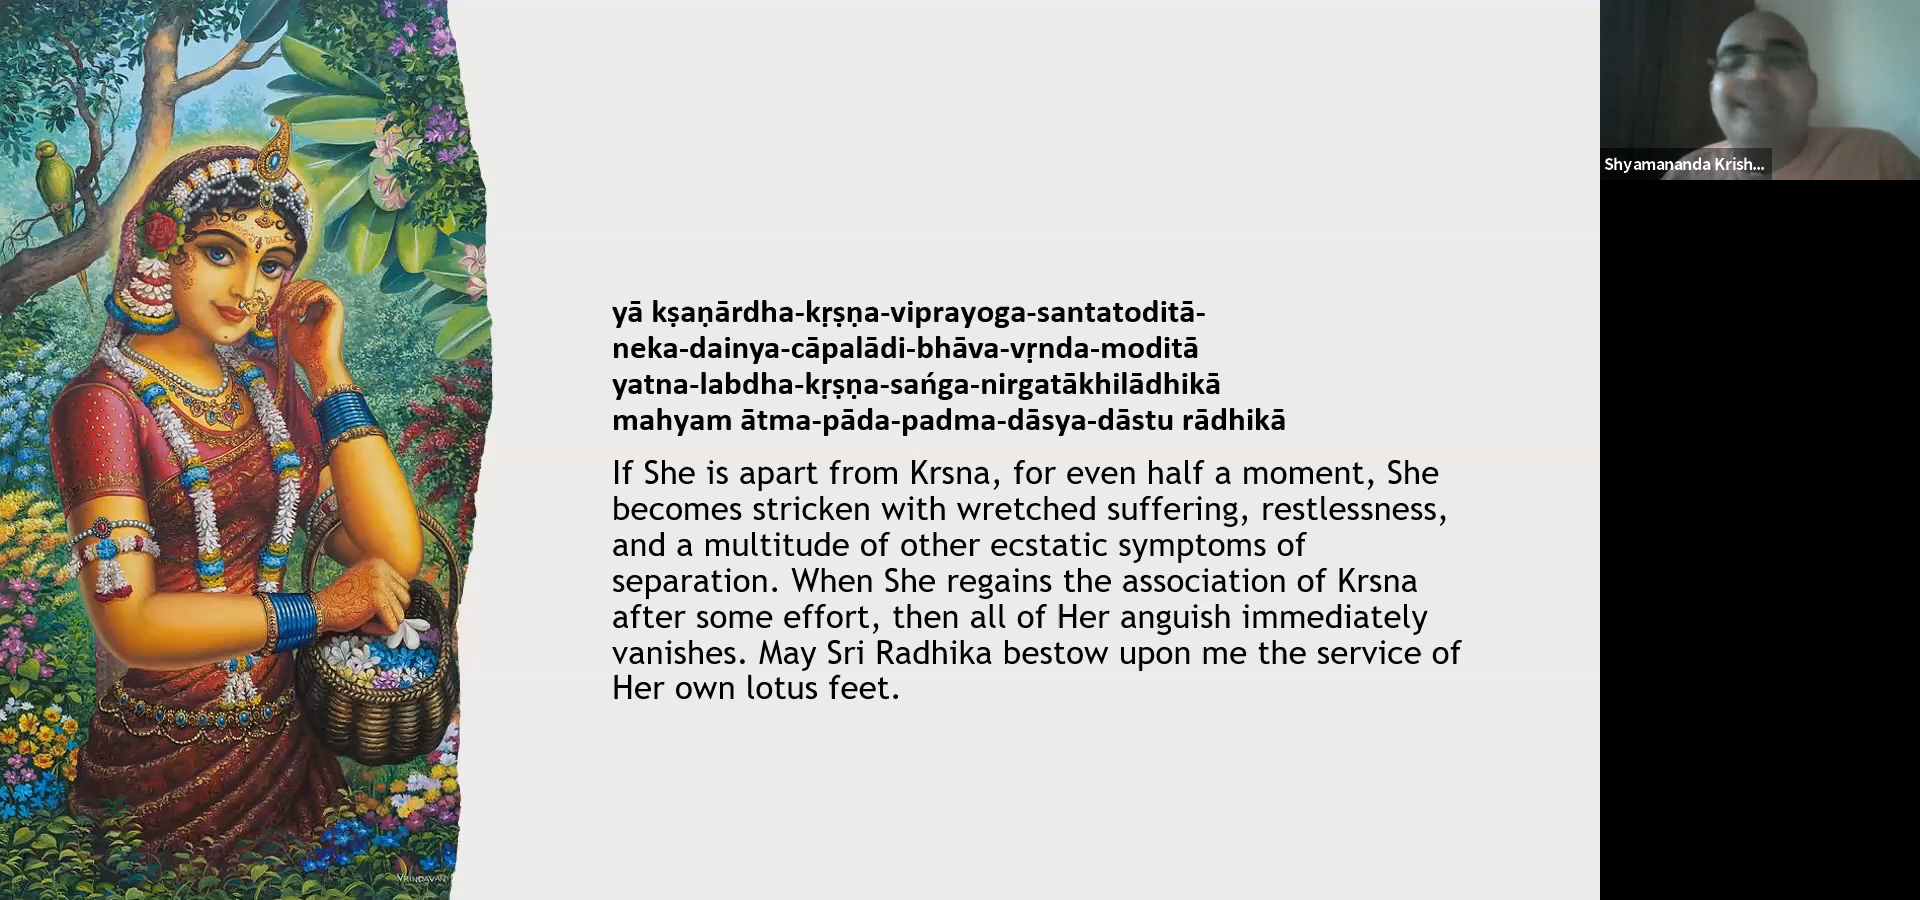 yā kṣaṇārdha-kṛṣṇa-viprayoga-santatoditā-
neka-dainya-cāpalādi-bhāva-vṛnda-moditā
yatna-labdha-kṛṣṇa-sańga-nirgatākhilādhikā
mahyam ātma-pāda-padma-dāsya-dāstu rādhikā
If She is apart from Krsna, for even half a moment, She
becomes stricken with wretched suffering, restlessness,
and a multitude of other ecstatic symptoms of
separation. When She regains the association of Krsna
after some effort, then all of Her anguish immediately
vanishes. May Sri Radhika bestow upon me the service of
Her own lotus feet.
Shyamananda Krish...
VRINDAVAN